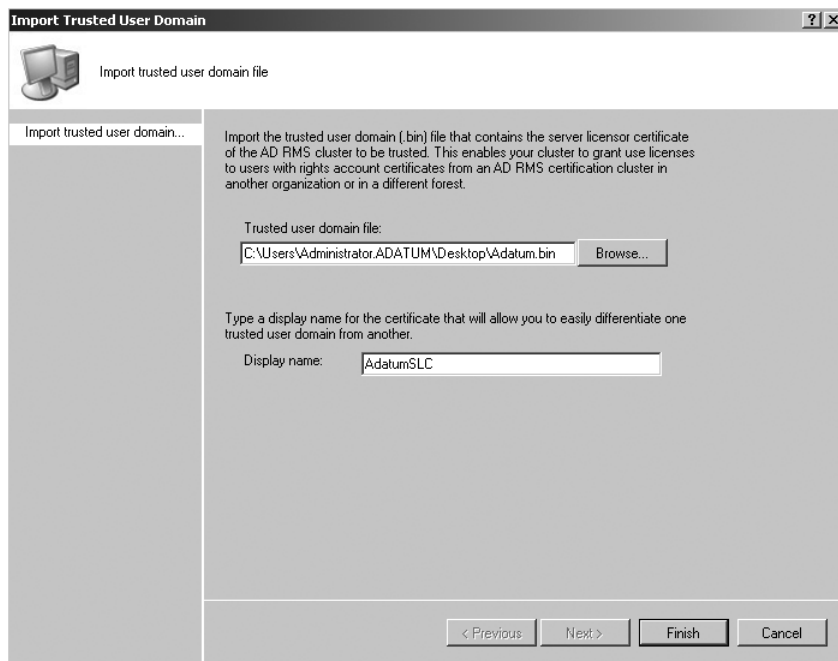 Import Trusted User Domain
Import trusted user domain file
Import trusted user domain...
Import the trusted user domain (.bin) file that contains the server licensor certificate
of the AD RMS cluster to be trusted. This enables your cluster to grant use licenses
to users with rights account certificates from an AD RMS certification cluster in
another organization or in a different forest.
Trusted user domain file:
C:\Users\Administrator.ADATUM\Desktop\Adatum.bin
Browse...
Type a display name for the certificate that will allow you to easily differentiate one
trusted user domain from another.
Display name:
AdatumSLC
< Previous
Next >
Finish
Cancel